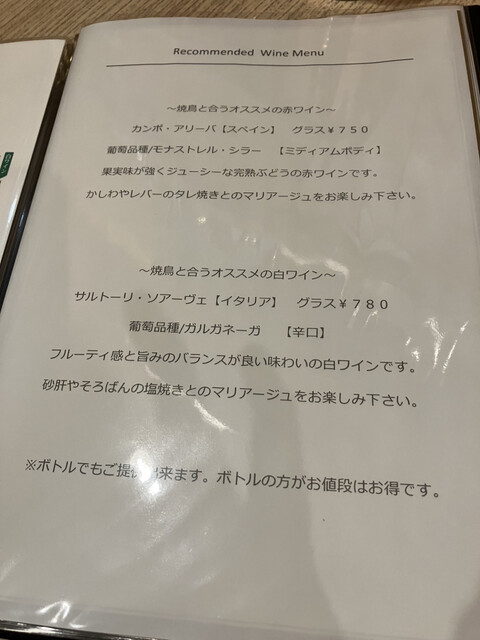 Recommended Wine Menu
～焼鳥と合うオススメの赤ワイン～
カンポ・アリーバ【スペイン】 グラス￥７５０
葡萄品種/モナストレル・シラー 【ミディアムボディ】
果実味が強くジューシーな完熟ぶどうの赤ワインです。
かしわやレバーのタレ焼きとのマリアージュをお楽しみ下さい。
～焼鳥と合うオススメの白ワイン～
サルトーリ・ソアーヴェ【イタリア】 グラス￥７８０
葡萄品種/ガルガネーガ 【辛口】
フルーティ感と旨みのバランスが良い味わいの白ワインです。
砂肝やそろばんの塩焼きとのマリアージュをお楽しみ下さい。
※ボトルでもご提供出来ます。ボトルの方がお値段はお得です。